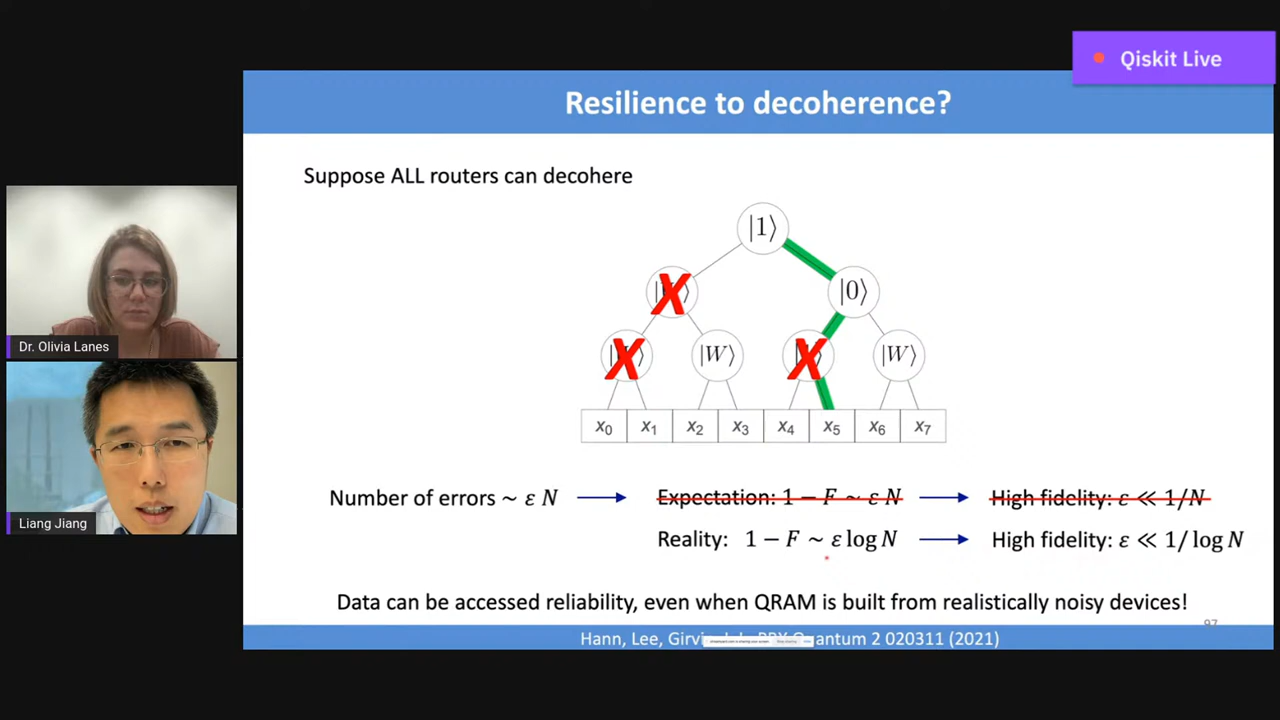 Qiskit Live
Resilience to decoherence?
Suppose ALL routers can decohere
|1⟩
|0⟩
|W⟩ |W⟩
X
X X
x₀ x₁ x₂ x₃ x₄ x₅ x₆ x₇
Number of errors ~ ε N Expectation: 1 − F ~ ε N High fidelity: ε ≪ 1/N
Reality: 1 − F ~ ε log N High fidelity: ε ≪ 1/ log N
Data can be accessed reliability, even when QRAM is built from realistically noisy devices!
97
Hann, Lee, Quantum 2 020311 (2021)
Dr. Olivia Lanes
Liang Jiang